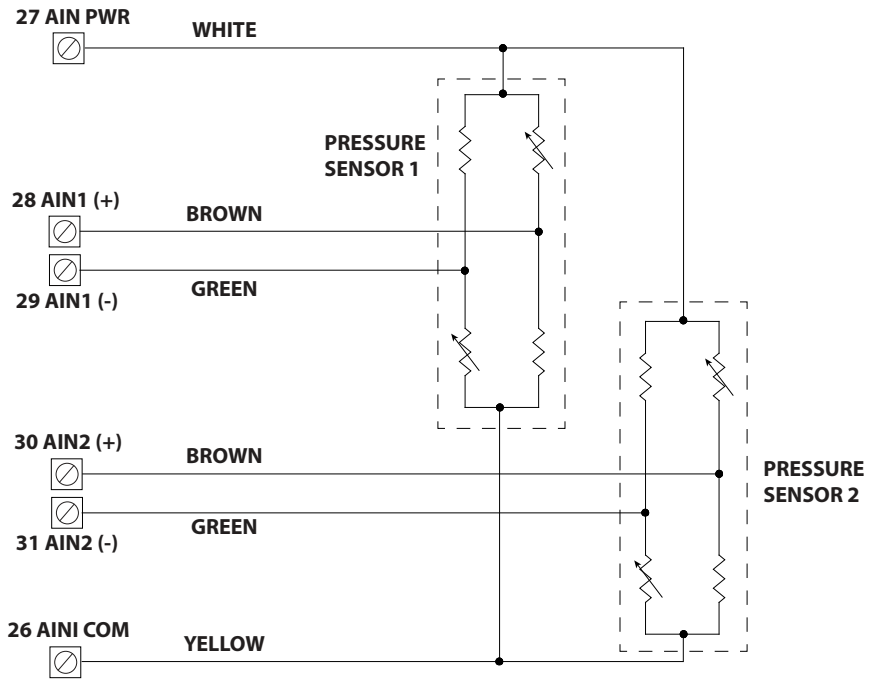 27 AIN PWR
WHITE
PRESSURE
SENSOR 1
28 AIN1 (+)
BROWN
29 AIN1 (-)
GREEN
30 AIN2 (+)
BROWN
PRESSURE
SENSOR 2
31 AIN2 (-)
GREEN
26 AINI COM
YELLOW